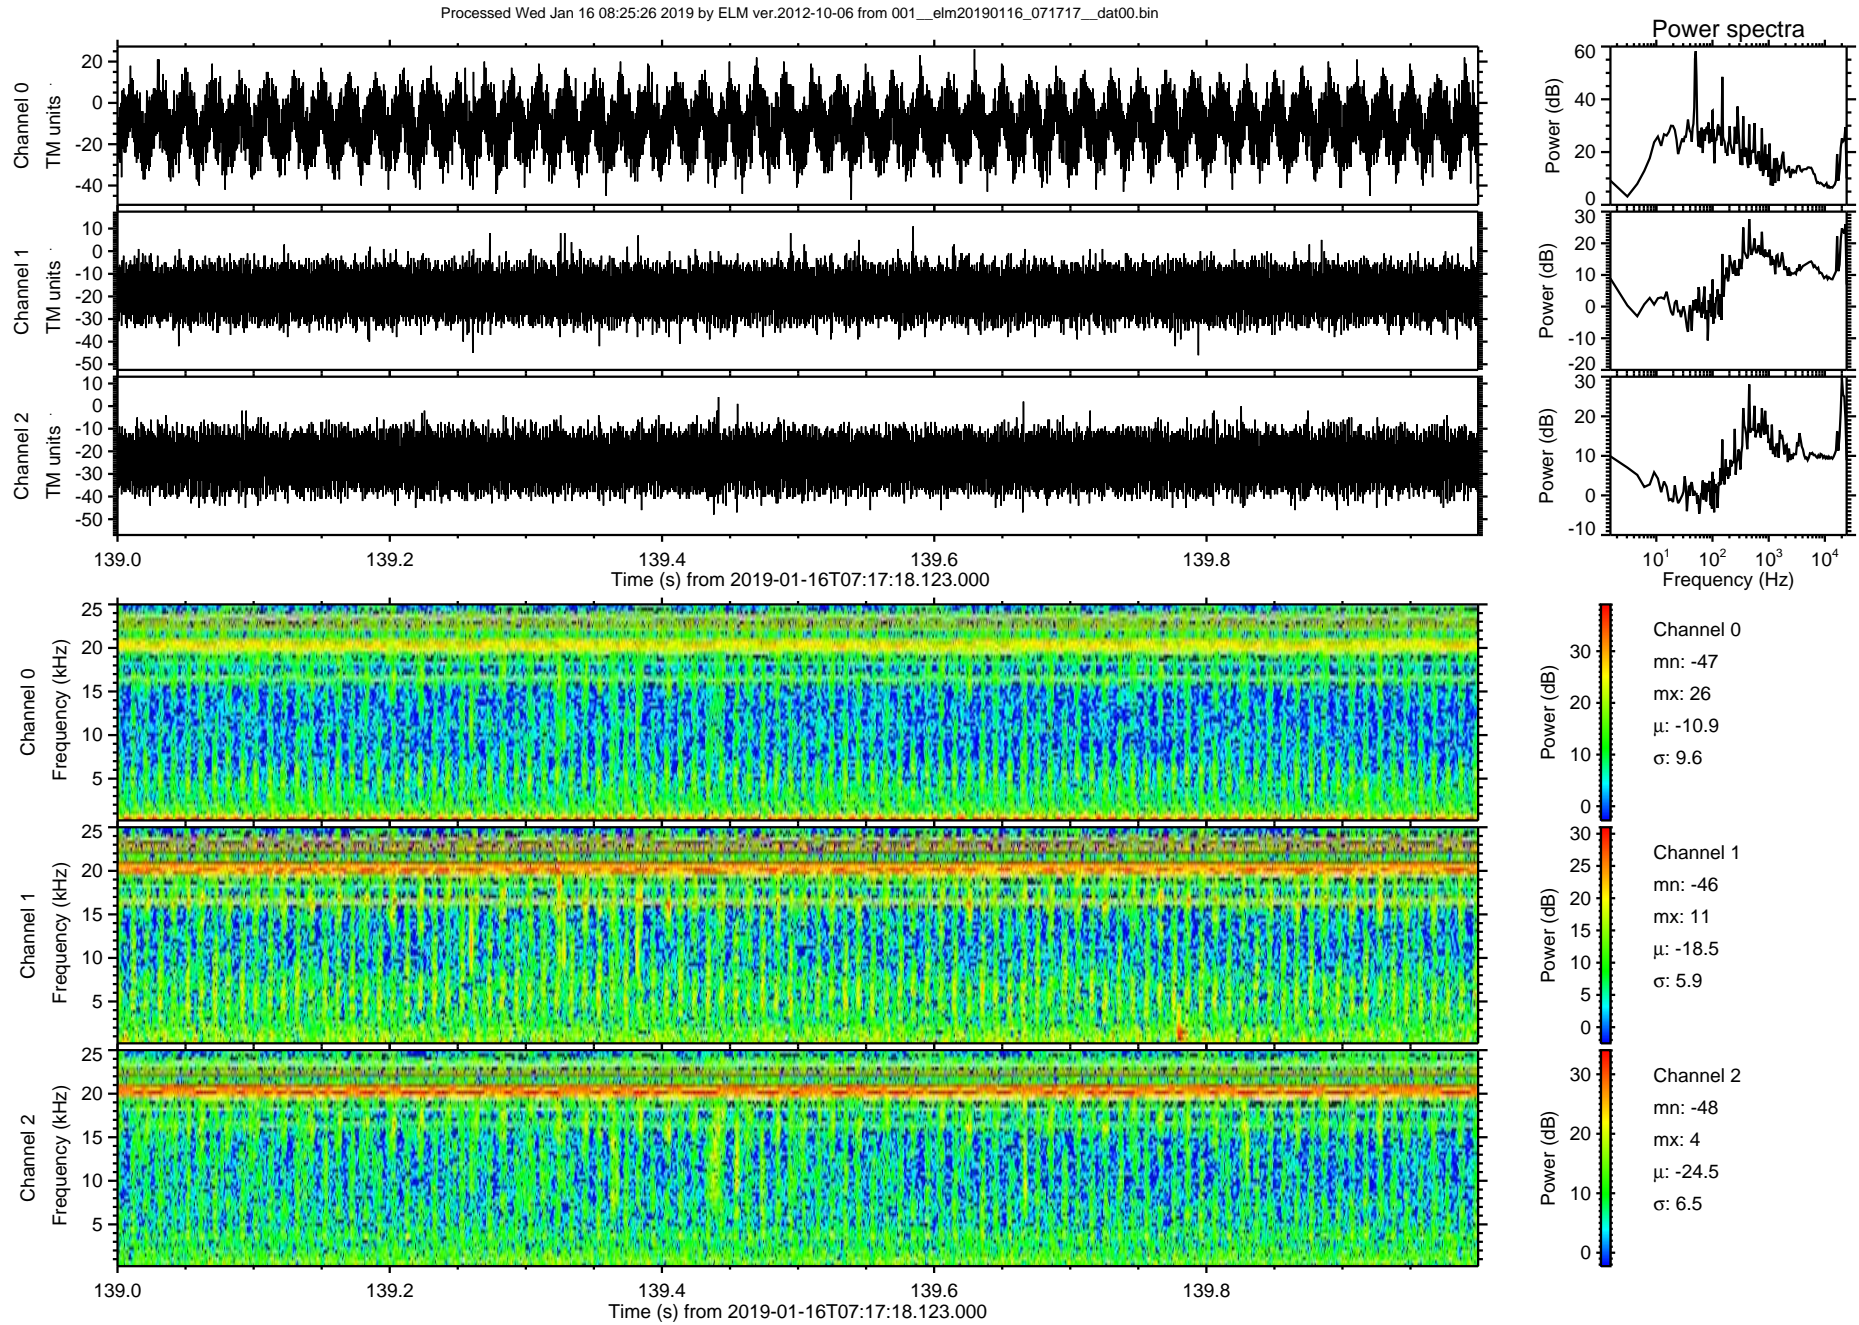 Processed Wed Jan 16 08:25:26 2019 by ELM ver.2012-10-06 from 001__elm20190116_071717__dat00.bin
Power spectra
Channel 0
TM units
20
0
-20
-40
Power (dB)
60
40
20
0
Channel 1
TM units
10
0
-10
-20
-30
-40
-50
Power (dB)
30
20
10
0
-10
-20
Channel 2
TM units
10
0
-10
-20
-30
-40
-50
Power (dB)
30
20
10
0
-10
139.0 139.2 139.4 139.6 139.8
Time (s) from 2019-01-16T07:17:18.123.000
10^1 10^2 10^3 10^4
Frequency (Hz)
Channel 0
Frequency (kHz)
25
20
15
10
5
Power (dB)
30
20
10
0
Channel 0
mn: -47
mx: 26
μ: -10.9
σ: 9.6
Channel 1
Frequency (kHz)
25
20
15
10
5
Power (dB)
30
25
20
15
10
5
0
Channel 1
mn: -46
mx: 11
μ: -18.5
σ: 5.9
Channel 2
Frequency (kHz)
25
20
15
10
5
Power (dB)
30
20
10
0
Channel 2
mn: -48
mx: 4
μ: -24.5
σ: 6.5
139.0 139.2 139.4 139.6 139.8
Time (s) from 2019-01-16T07:17:18.123.000